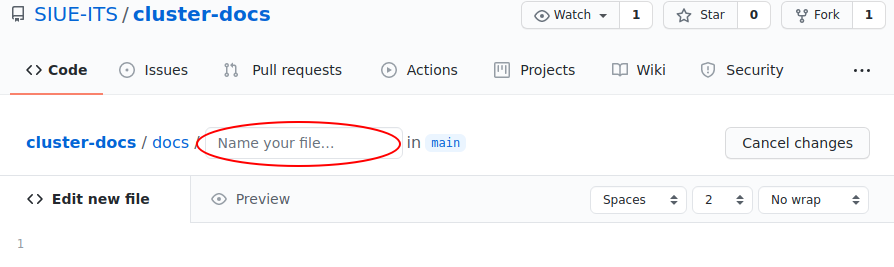 SIUE-ITS / cluster-docs Watch 1 Star 0 Fork 1
Code Issues Pull requests Actions Projects Wiki Security ...
cluster-docs / docs / Name your file... in main Cancel changes
<> Edit new file Preview Spaces 2 No wrap
1